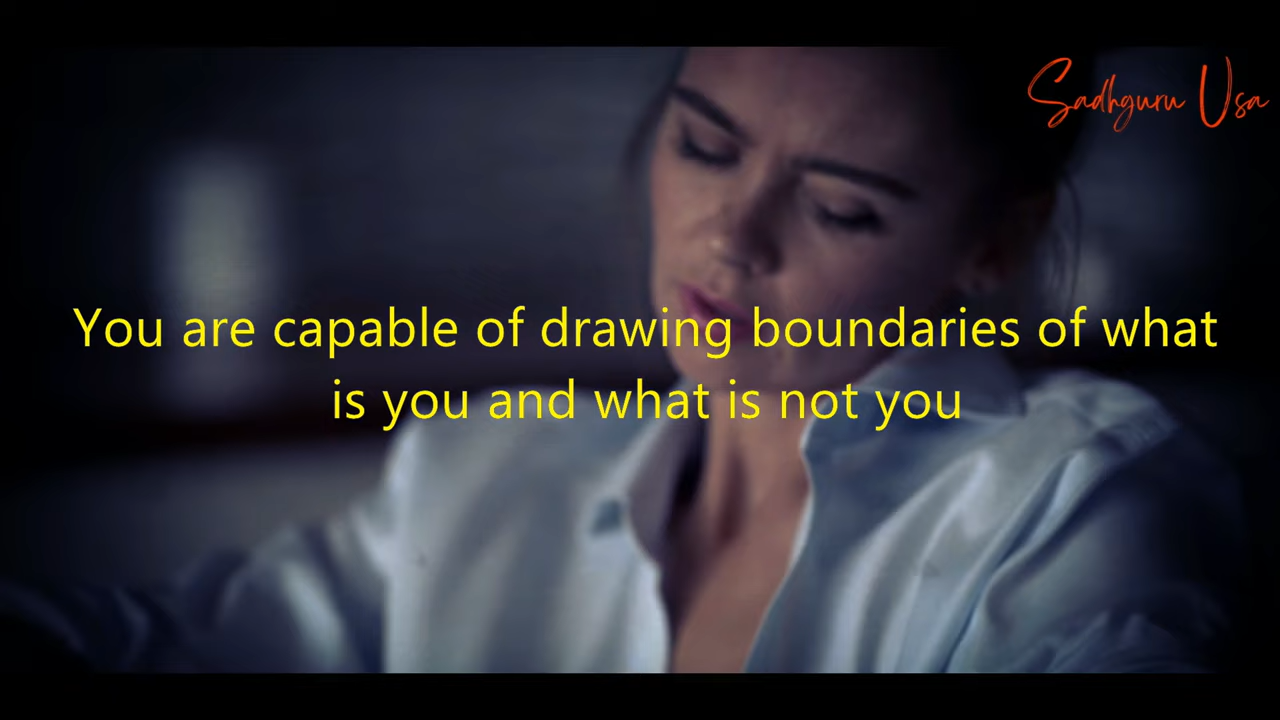 Sadhguru Usa
You are capable of drawing boundaries of what
is you and what is not you